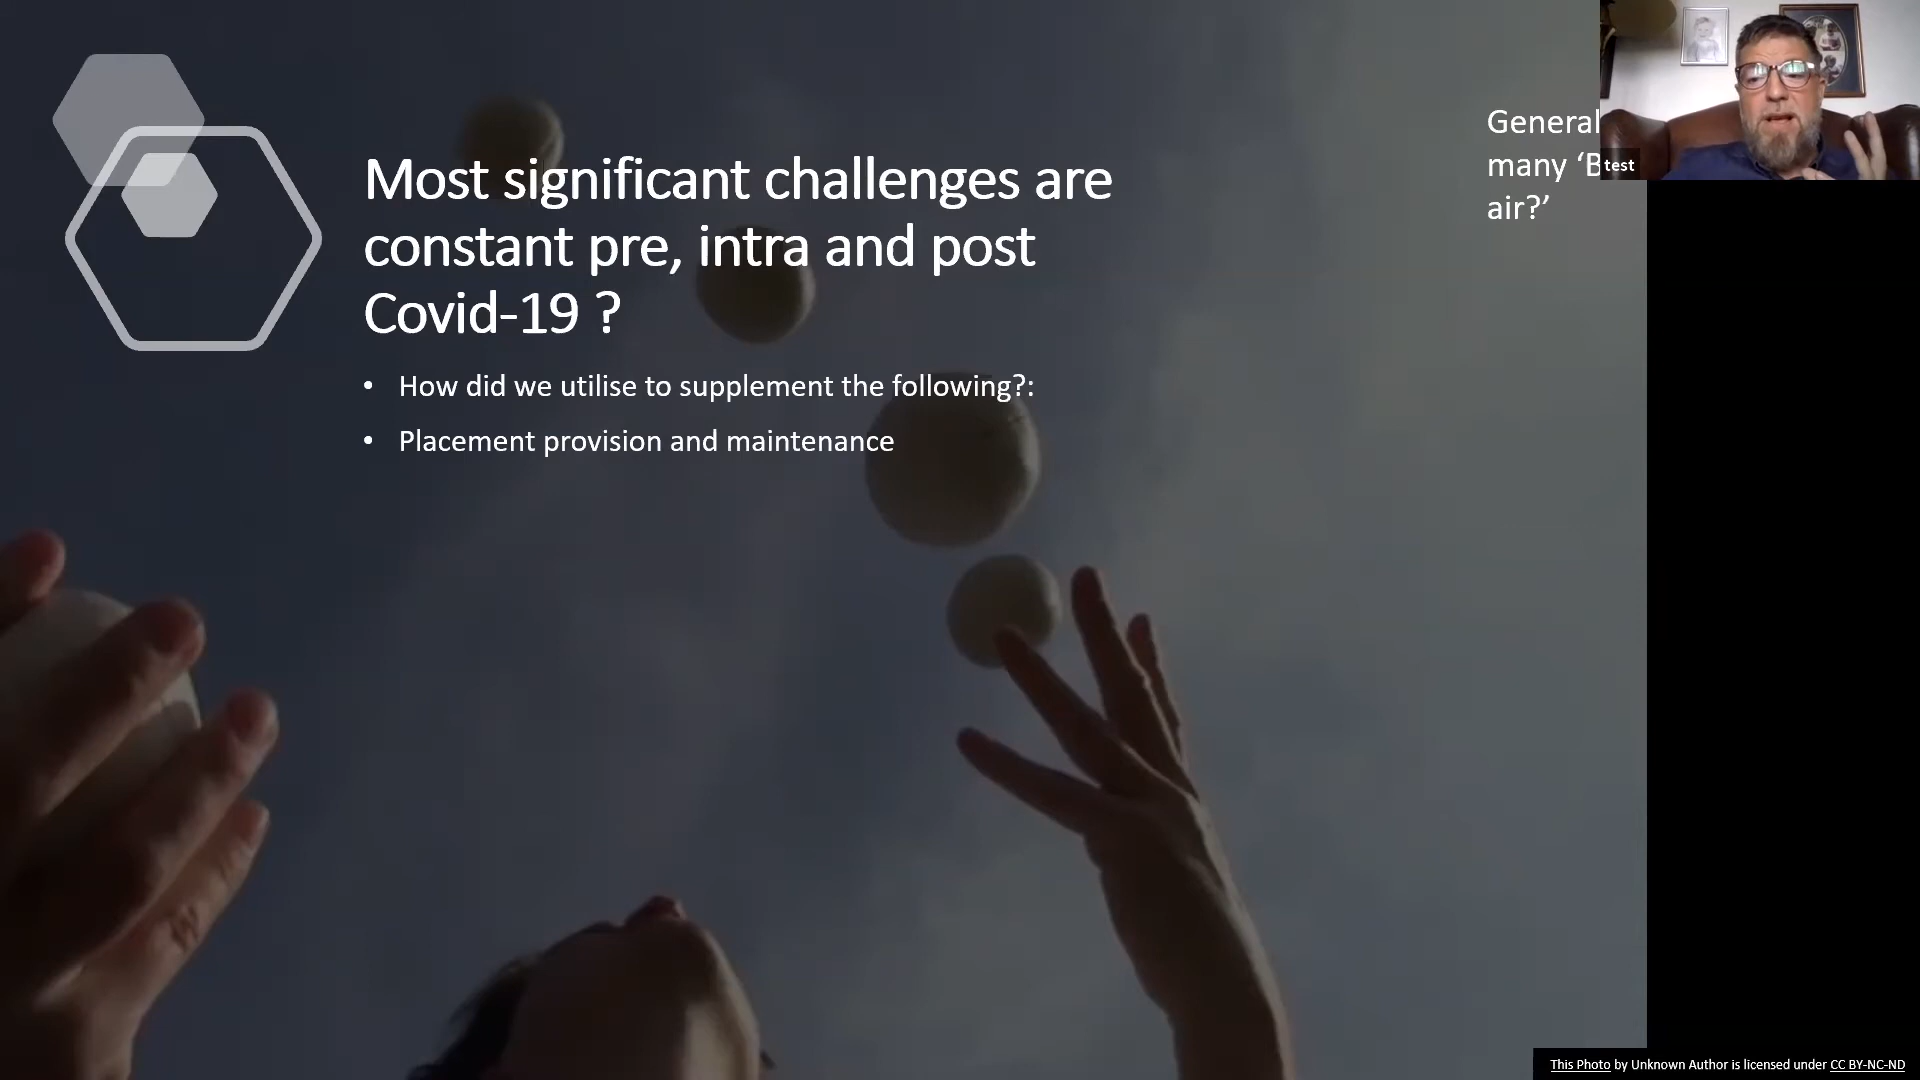 Most significant challenges are
constant pre, intra and post
Covid-19 ?
• How did we utilise to supplement the following?:
• Placement provision and maintenance
General
many ‘B
air?’
test
This Photo by Unknown Author is licensed under CC BY-NC-ND